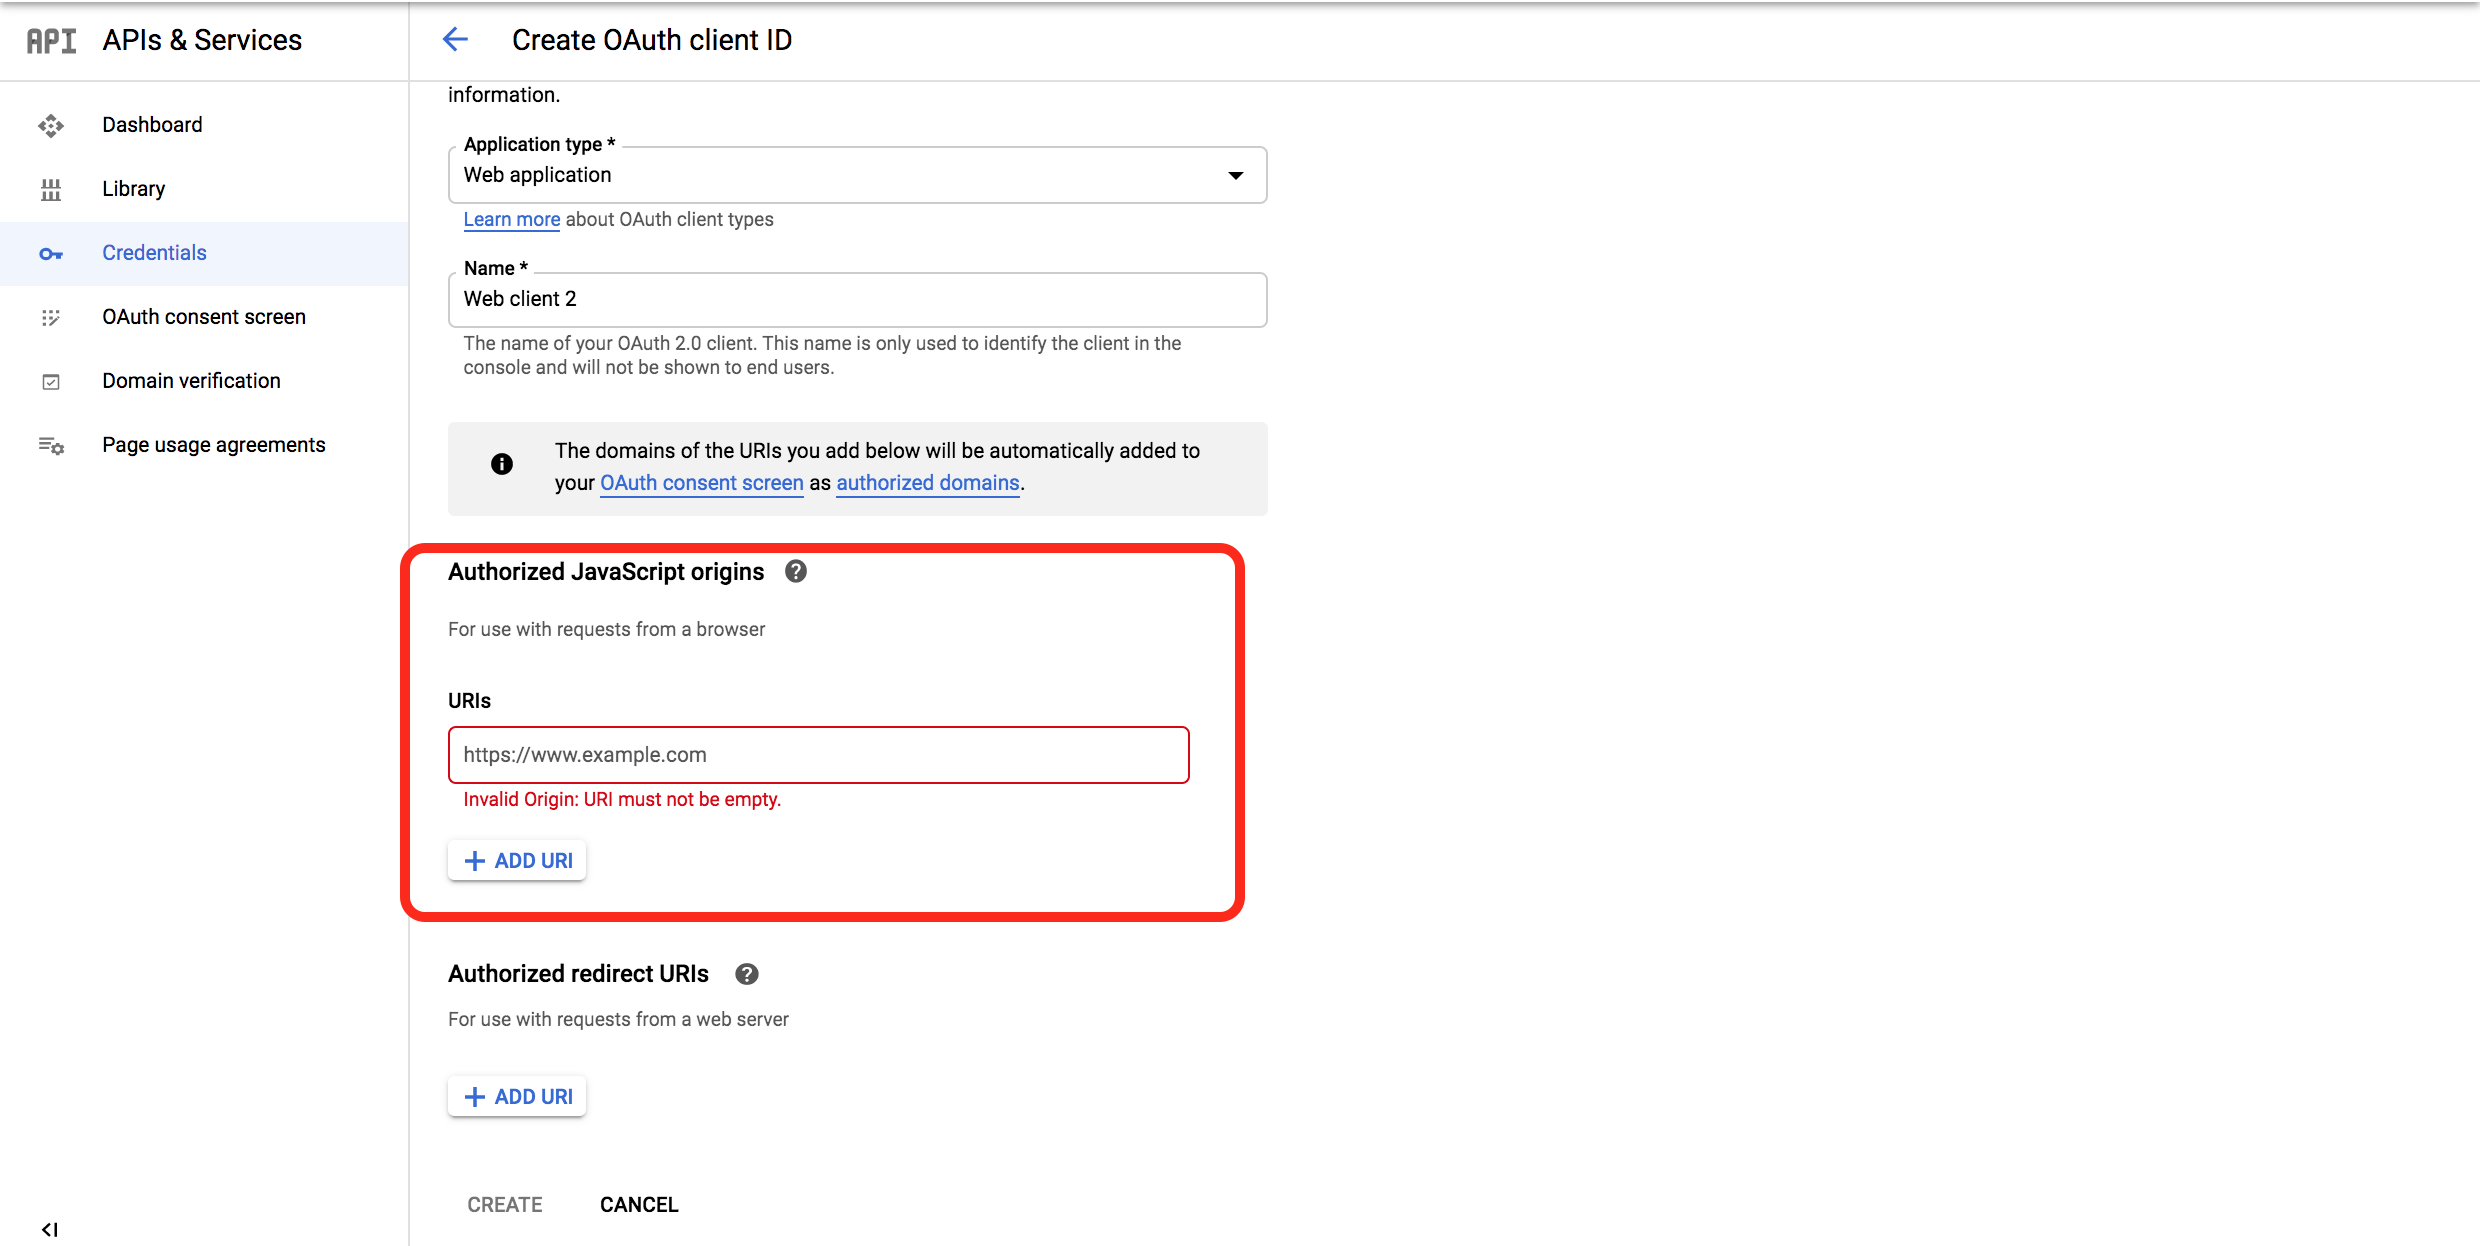 API APIs & Services
Create OAuth client ID
Dashboard
Library
Credentials
OAuth consent screen
Domain verification
Page usage agreements
information.
Application type *
Web application
Learn more about OAuth client types
Name *
Web client 2
The name of your OAuth 2.0 client. This name is only used to identify the client in the
console and will not be shown to end users.
The domains of the URIs you add below will be automatically added to
your OAuth consent screen as authorized domains.
Authorized JavaScript origins
For use with requests from a browser
URIs
https://www.example.com
Invalid Origin: URI must not be empty.
+ ADD URI
Authorized redirect URIs
For use with requests from a web server
+ ADD URI
CREATE CANCEL